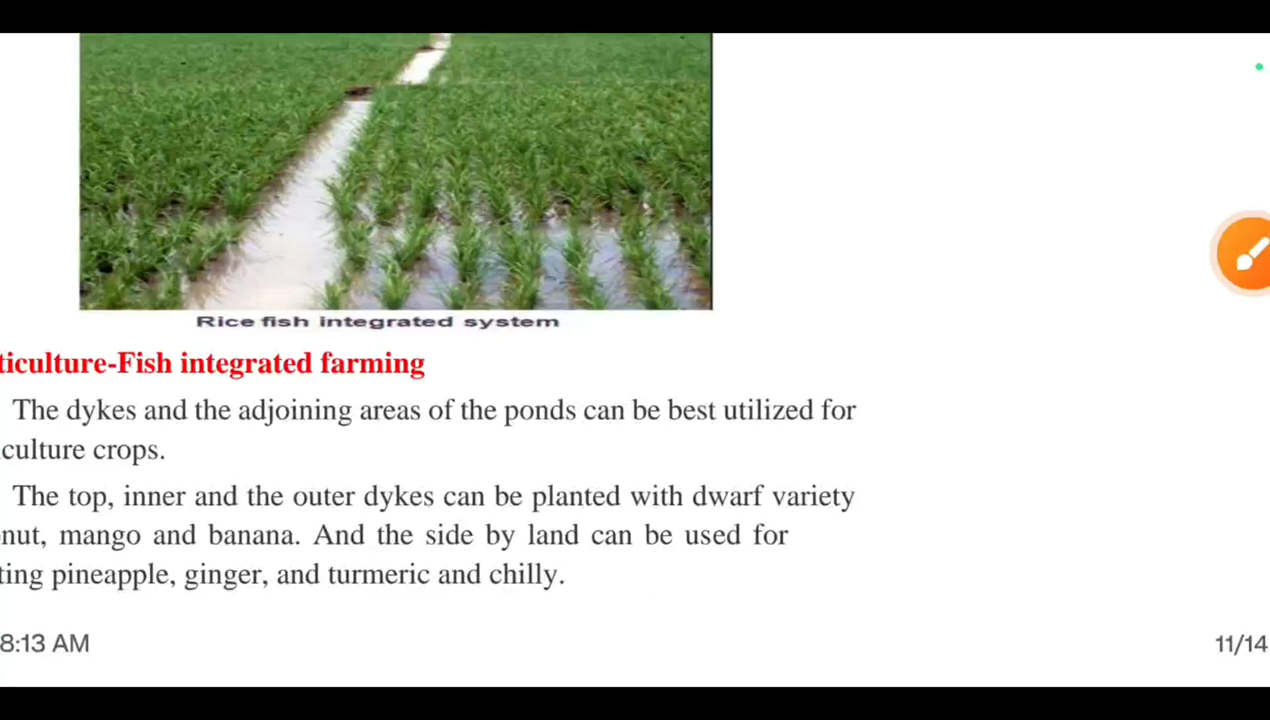 Rice fish integrated system
ticulture-Fish integrated farming
The dykes and the adjoining areas of the ponds can be best utilized for
culture crops.
The top, inner and the outer dykes can be planted with dwarf variety
nut, mango and banana. And the side by land can be used for
ting pineapple, ginger, and turmeric and chilly.
8:13 AM
11/14